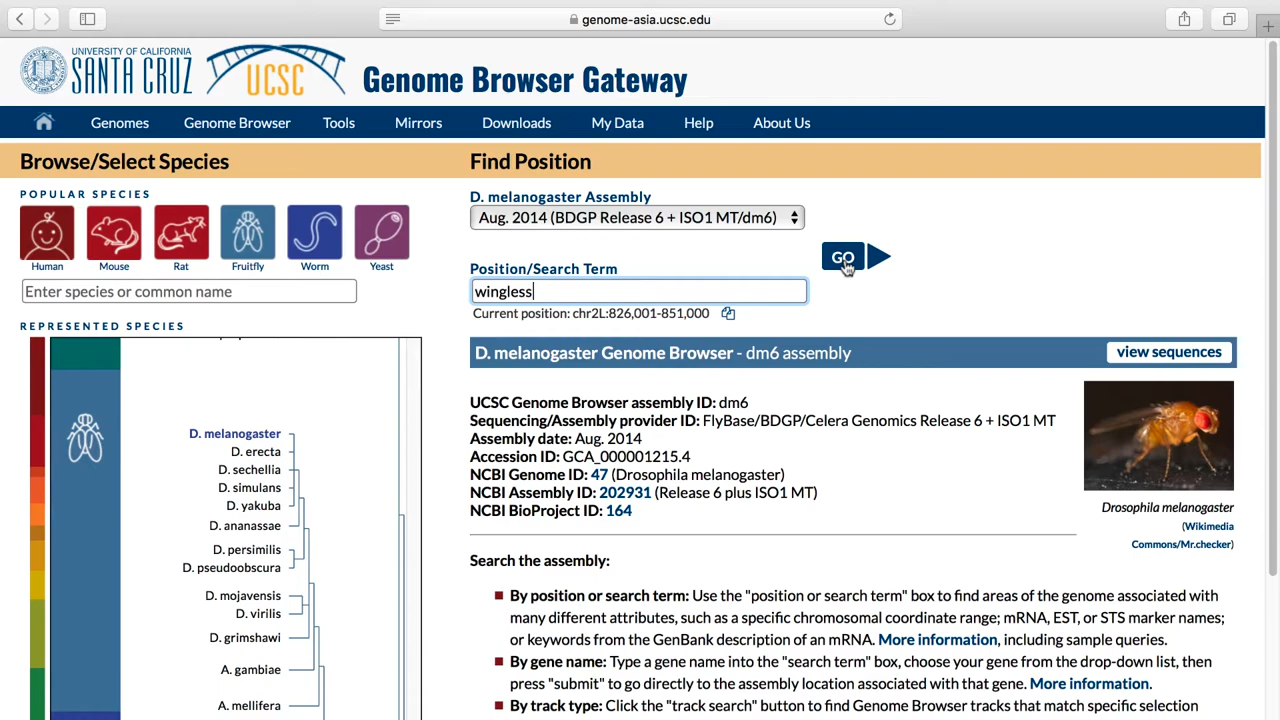 genome-asia.ucsc.edu
UNIVERSITY OF CALIFORNIA
SANTA CRUZ
UCSC
Genome Browser Gateway
Genomes Genome Browser Tools Mirrors Downloads My Data Help About Us
Browse/Select Species
POPULAR SPECIES
Human Mouse Rat Fruitfly Worm Yeast
Enter species or common name
REPRESENTED SPECIES
D. melanogaster
D. erecta
D. sechellia
D. simulans
D. yakuba
D. ananassae
D. persimilis
D. pseudoobscura
D. mojavensis
D. virilis
D. grimshawi
A. gambiae
A. mellifera
Find Position
D. melanogaster Assembly
Aug. 2014 (BDGP Release 6 + ISO1 MT/dm6)
GO
Position/Search Term
wingless
Current position: chr2L:826,001-851,000
D. melanogaster Genome Browser - dm6 assembly
view sequences
UCSC Genome Browser assembly ID: dm6
Sequencing/Assembly provider ID: FlyBase/BDGP/Celera Genomics Release 6 + ISO1 MT
Assembly date: Aug. 2014
Accession ID: GCA_000001215.4
NCBI Genome ID: 47 (Drosophila melanogaster)
NCBI Assembly ID: 202931 (Release 6 plus ISO1 MT)
NCBI BioProject ID: 164
Drosophila melanogaster
(Wikimedia
Commons/Mr.checker)
Search the assembly:
By position or search term: Use the "position or search term" box to find areas of the genome associated with
many different attributes, such as a specific chromosomal coordinate range; mRNA, EST, or STS marker names;
or keywords from the GenBank description of an mRNA. More information, including sample queries.
By gene name: Type a gene name into the "search term" box, choose your gene from the drop-down list, then
press "submit" to go directly to the assembly location associated with that gene. More information.
By track type: Click the "track search" button to find Genome Browser tracks that match specific selection